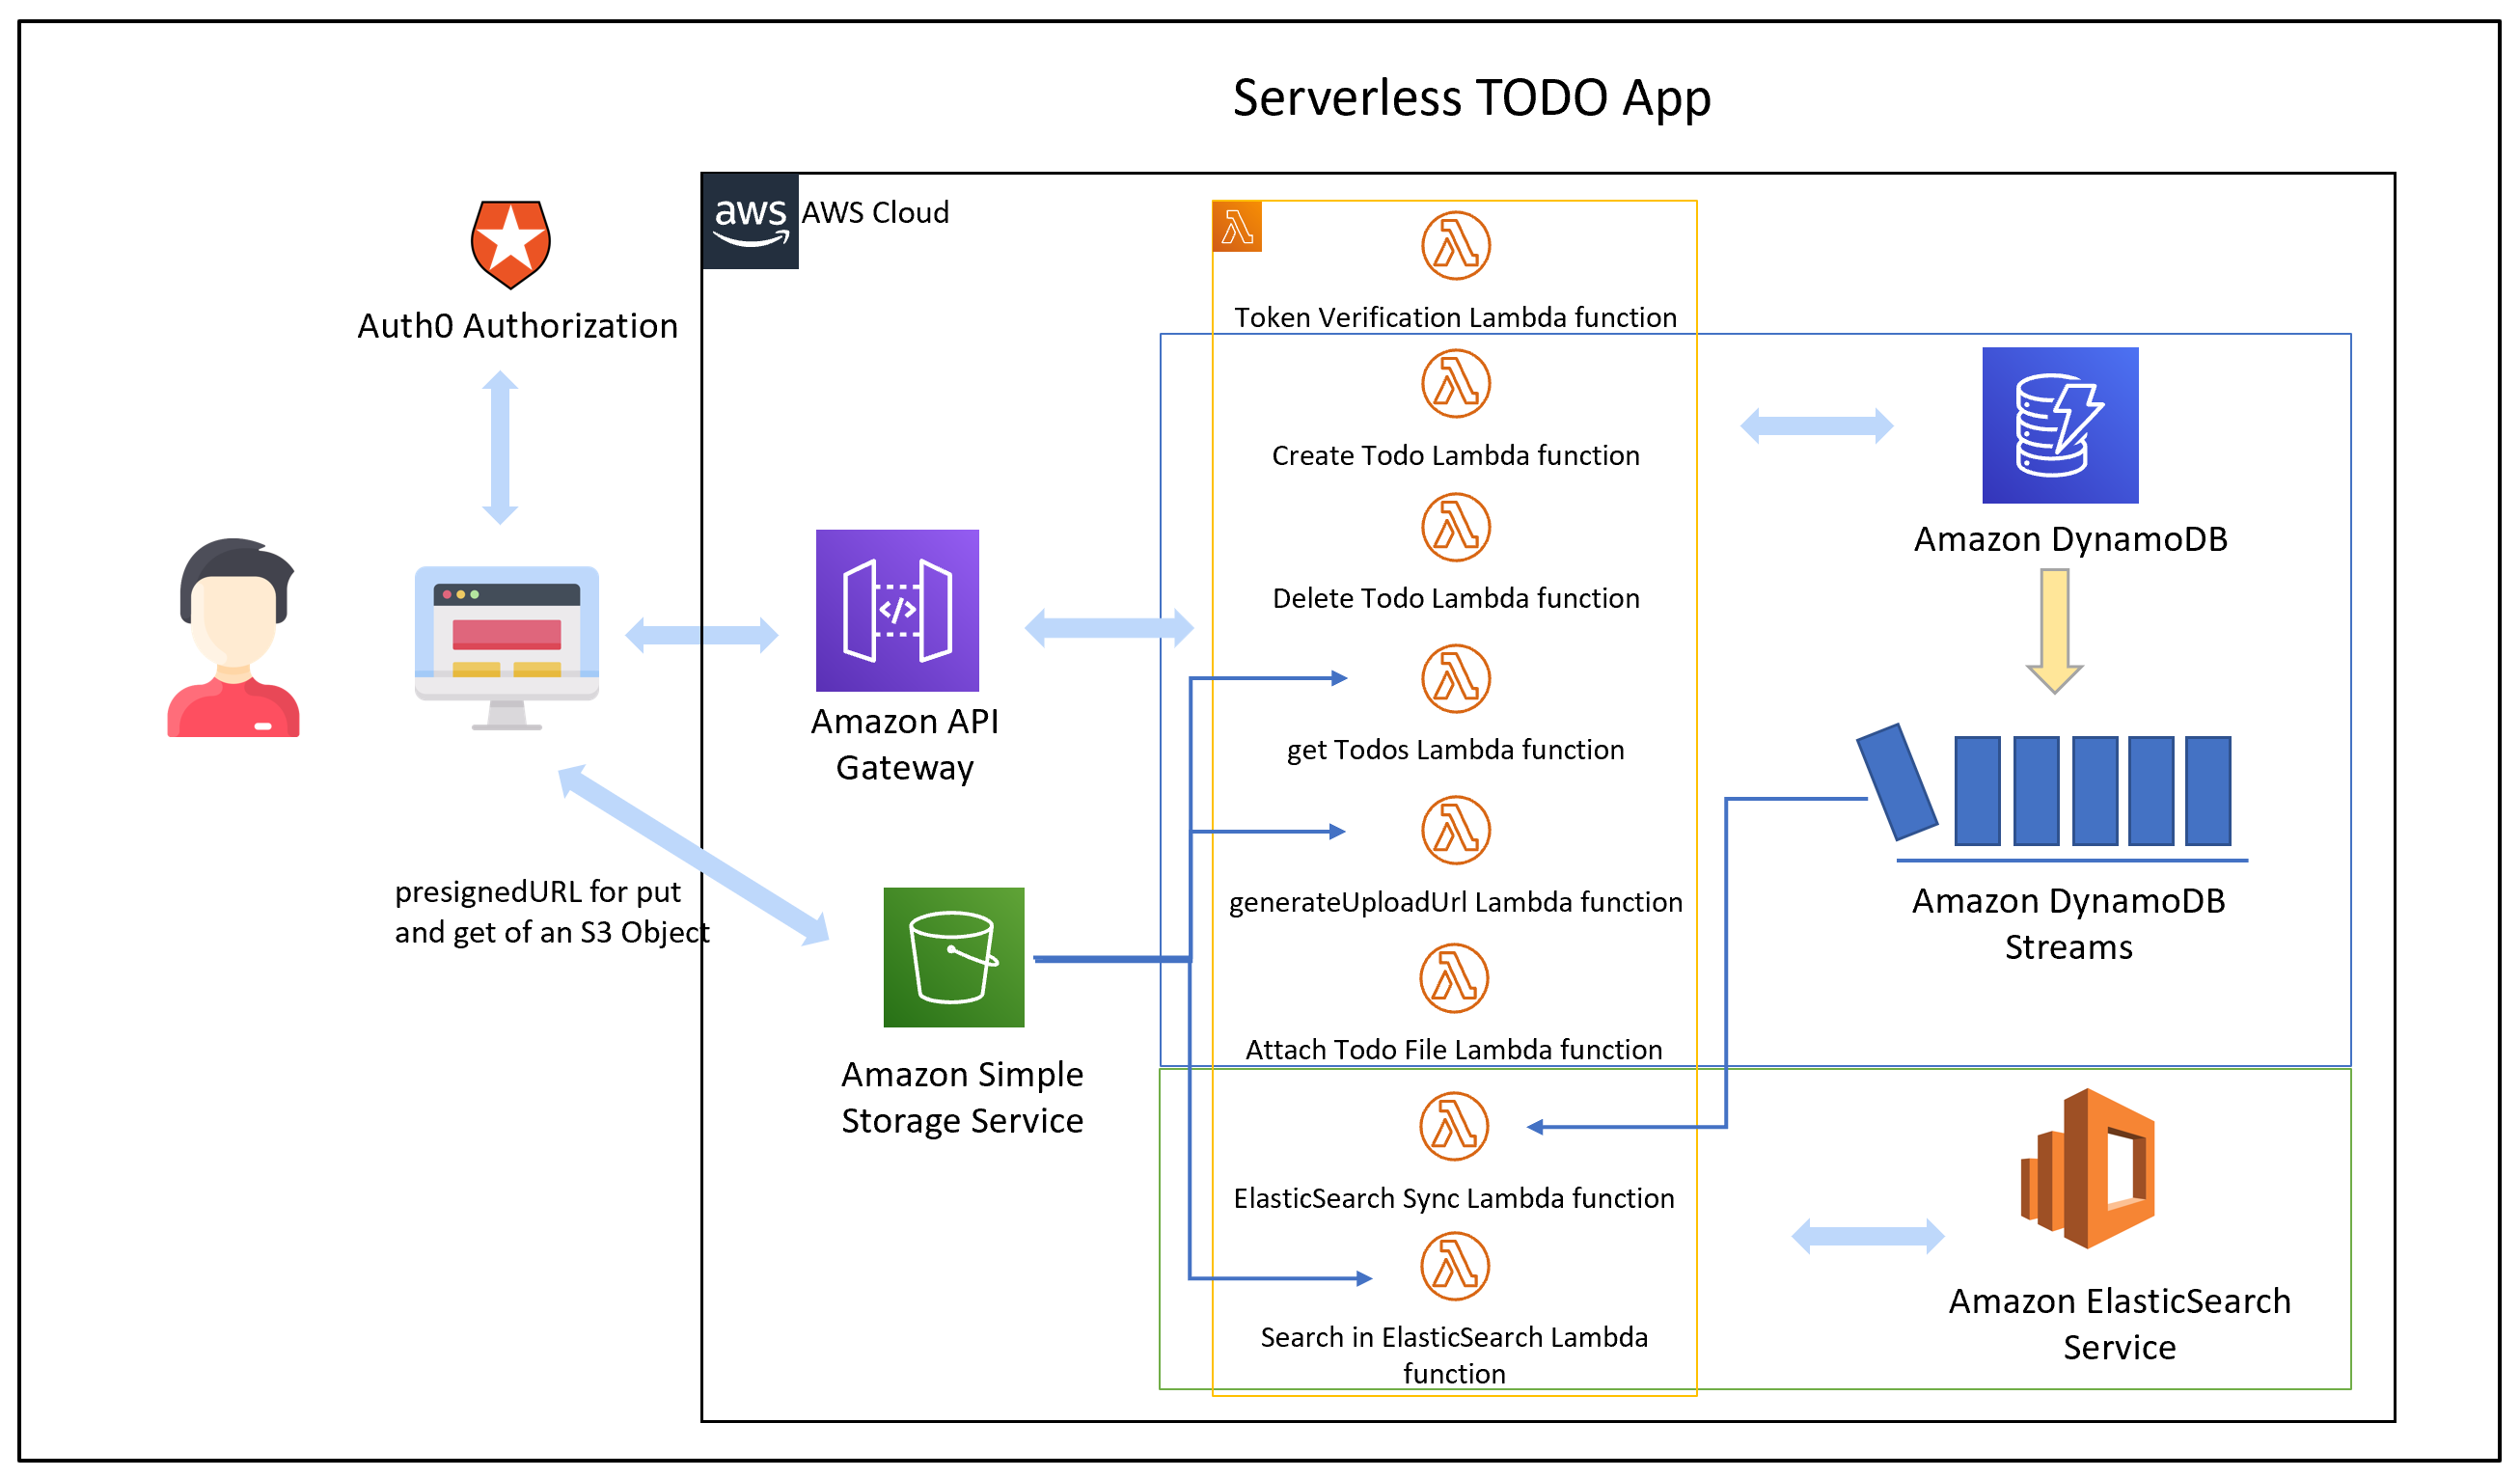 Serverless TODO App
aws
AWS Cloud
Auth0 Authorization
Token Verification Lambda function
Create Todo Lambda function
Delete Todo Lambda function
get Todos Lambda function
generateUploadUrl Lambda function
Attach Todo File Lambda function
ElasticSearch Sync Lambda function
Search in ElasticSearch Lambda
function
Amazon API
Gateway
</>
presignedURL for put
and get of an S3 Object
Amazon Simple
Storage Service
Amazon DynamoDB
Amazon DynamoDB
Streams
Amazon ElasticSearch
Service